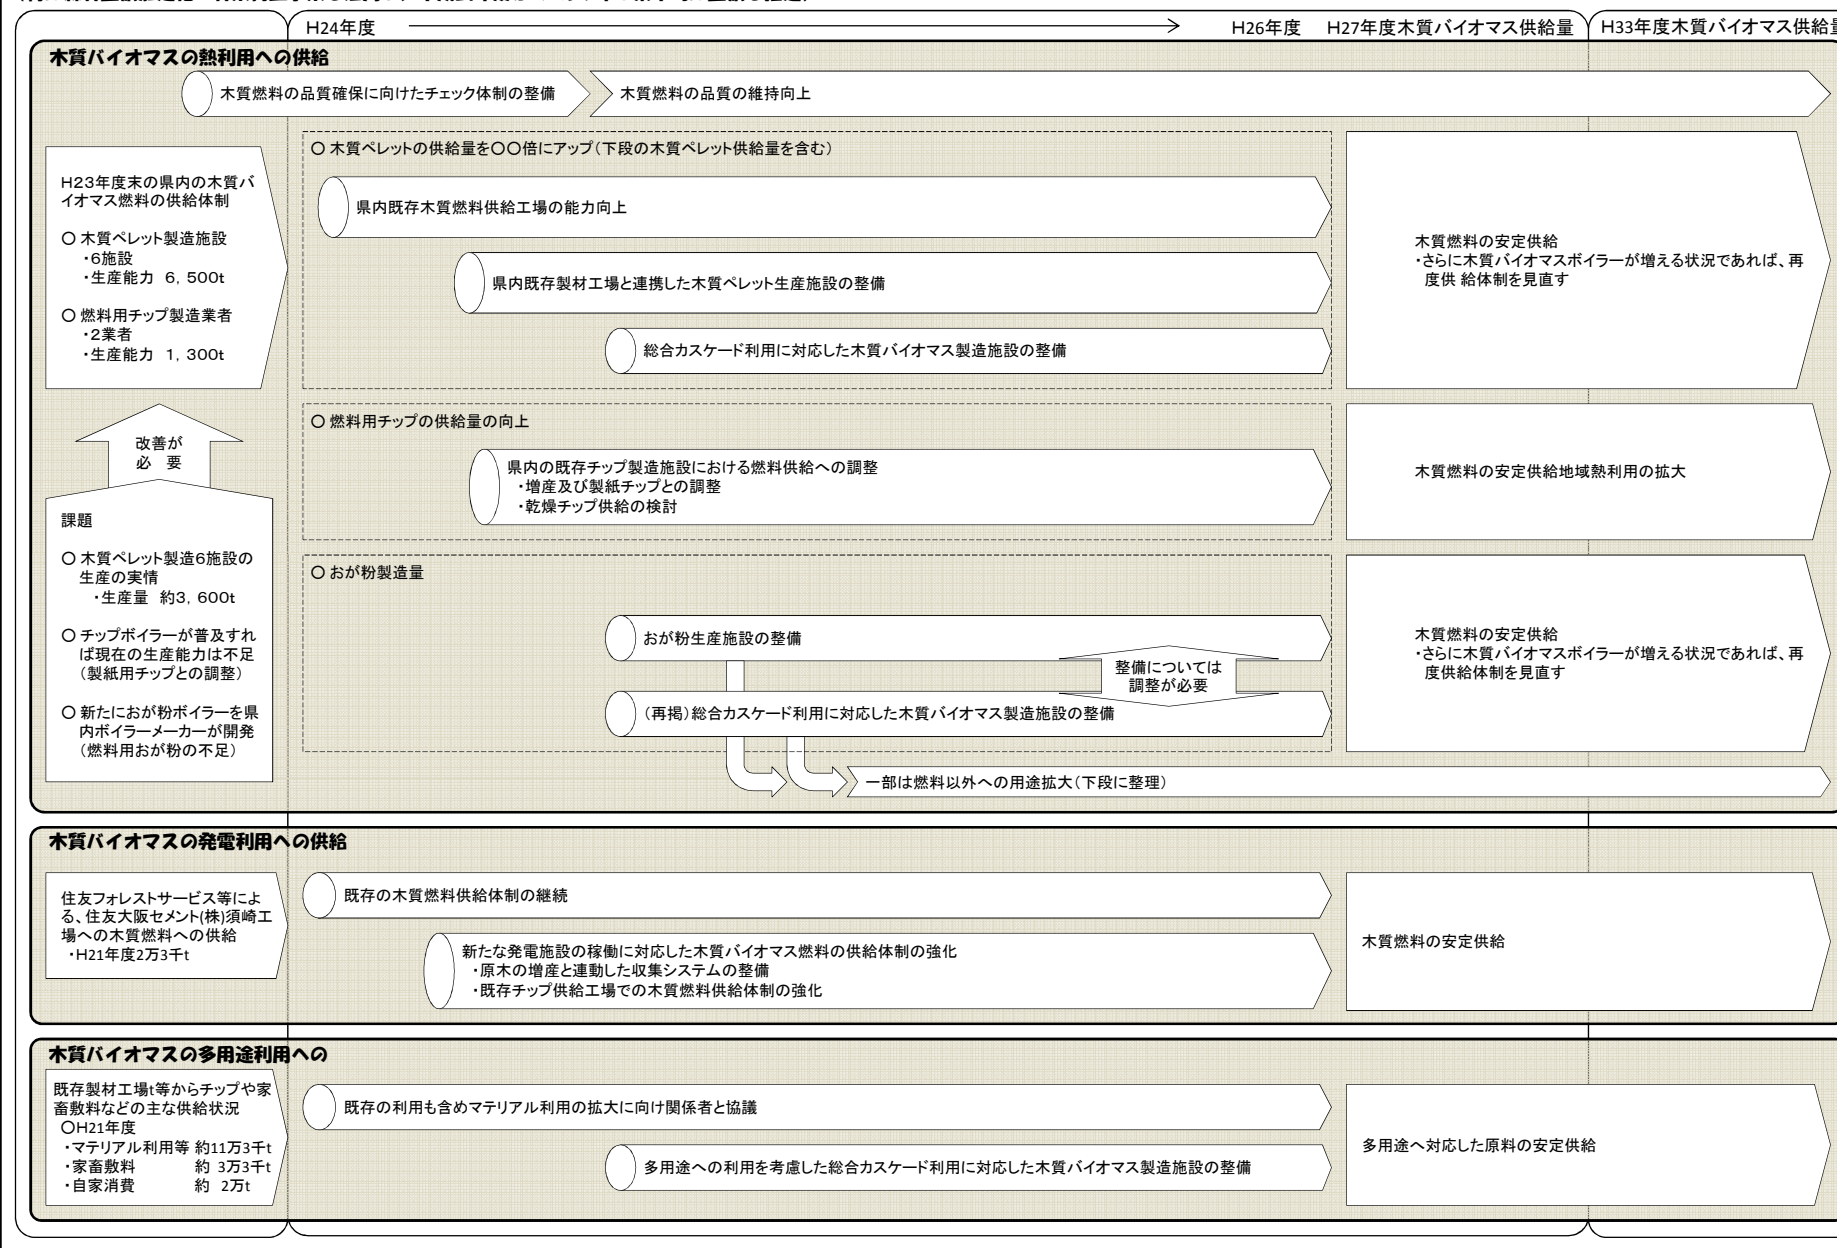 H24年度
H26年度
H27年度木質バイオマス供給量
H33年度木質バイオマス供給量
木質バイオマスの熱利用への供給
木質燃料の品質確保に向けたチェック体制の整備
木質燃料の品質の維持向上
H23年度末の県内の木質バ
イオマス燃料の供給体制
〇 木質ペレット製造施設
・6施設
・生産能力 6,500t
〇 燃料用チップ製造業者
・2業者
・生産能力 1,300t
〇 木質ペレットの供給量を〇〇倍にアップ(下段の木質ペレット供給量を含む)
県内既存木質燃料供給工場の能力向上
県内既存製材工場と連携した木質ペレット生産施設の整備
総合カスケード利用に対応した木質バイオマス製造施設の整備
木質燃料の安定供給
・さらに木質バイオマスボイラーが増える状況であれば、再
度供 給体制を見直す
改善が
必 要
課題
〇 木質ペレット製造6施設の
生産の実情
・生産量 約3,600t
〇 チップボイラーが普及すれ
ば現在の生産能力は不足
(製紙用チップとの調整)
〇 新たにおが粉ボイラーを県
内ボイラーメーカーが開発
(燃料用おが粉の不足)
〇 燃料用チップの供給量の向上
県内の既存チップ製造施設における燃料供給への調整
・増産及び製紙チップとの調整
・乾燥チップ供給の検討
木質燃料の安定供給地域熱利用の拡大
〇 おが粉製造量
おが粉生産施設の整備
整備については
調整が必要
(再掲)総合カスケード利用に対応した木質バイオマス製造施設の整備
木質燃料の安定供給
・さらに木質バイオマスボイラーが増える状況であれば、再
度供給体制を見直す
一部は燃料以外への用途拡大(下段に整理)
木質バイオマスの発電利用への供給
住友フォレストサービス等によ
る、住友大阪セメント(株)須崎工
場への木質燃料への供給
・H21年度2万3千t
既存の木質燃料供給体制の継続
新たな発電施設の稼働に対応した木質バイオマス燃料の供給体制の強化
・原木の増産と連動した収集システムの整備
・既存チップ供給工場での木質燃料供給体制の強化
木質燃料の安定供給
木質バイオマスの多用途利用への
既存製材工場t等からチップや家
畜敷料などの主な供給状況
〇H21年度
・マテリアル利用等 約11万3千t
・家畜敷料 約 3万3千t
・自家消費 約 2万t
既存の利用も含めマテリアル利用の拡大に向け関係者と協議
多用途への利用を考慮した総合カスケード利用に対応した木質バイオマス製造施設の整備
多用途へ対応した原料の安定供給